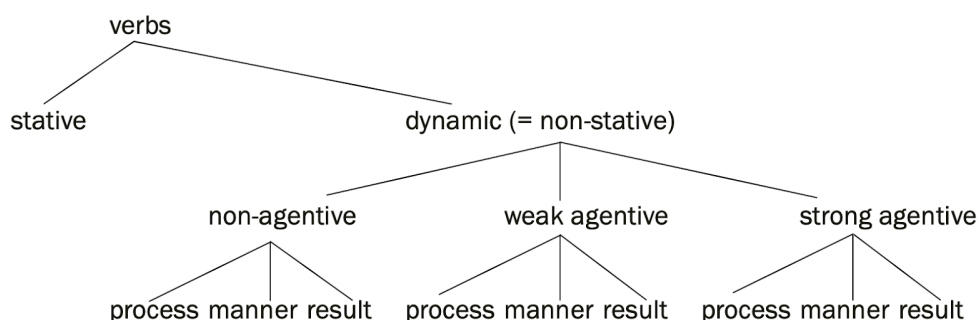 verbs
stative dynamic (= non-stative)
non-agentive weak agentive strong agentive
process manner result process manner result process manner result